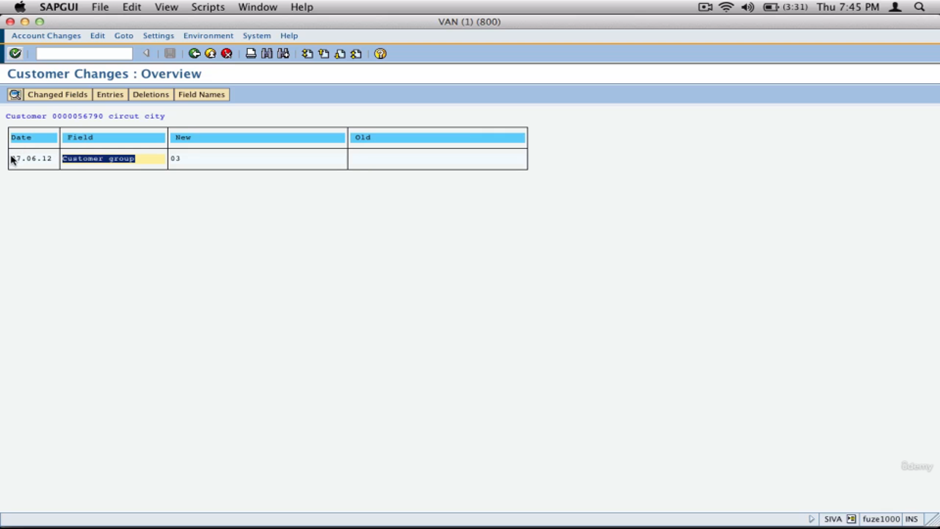 SAPGUI File Edit View Scripts Window Help (3:31) Thu 7:45 PM
VAN (1) (800)
Account Changes Edit Goto Settings Environment System Help
Customer Changes : Overview
Changed Fields Entries Deletions Field Names
Customer 0000056790 circut city
Date Field New Old
7.06.12 Customer group 03
ûdemy
SIVA fuze1000 INS